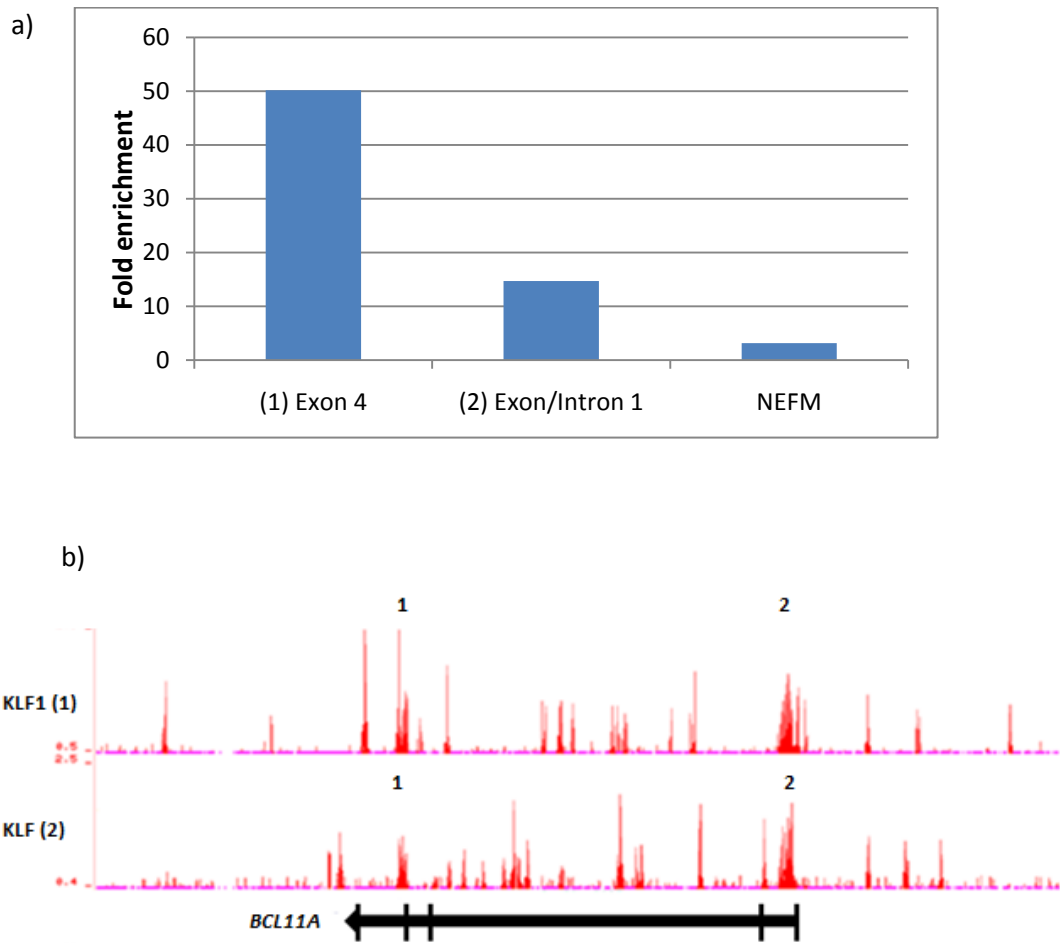 a)
60
50
40
30
20
10
0
Fold enrichment
(1) Exon 4
(2) Exon/Intron 1
NEFM
b)
1
2
KLF1 (1)
0.5
2.5
1
2
KLF (2)
0.4
BCL11A